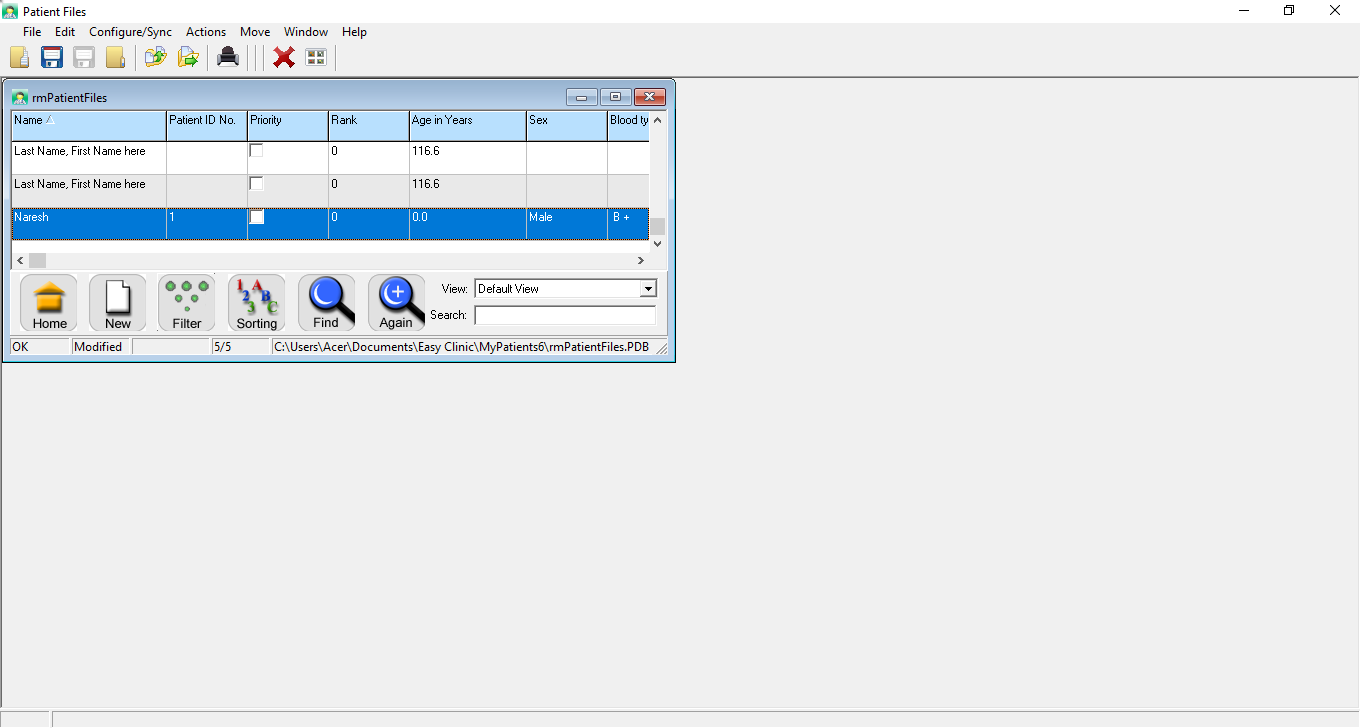 Patient Files
File Edit Configure/Sync Actions Move Window Help
rmPatientFiles
Name Patient ID No. Priority Rank Age in Years Sex Blood ty
Last Name, First Name here 0 116.6
Last Name, First Name here 0 116.6
Naresh 1 0 0.0 Male B +
Home New Filter Sorting Find Again
View: Default View
Search:
OK Modified 5/5 C:\Users\Acer\Documents\Easy Clinic\MyPatients6\rmPatientFiles.PDB